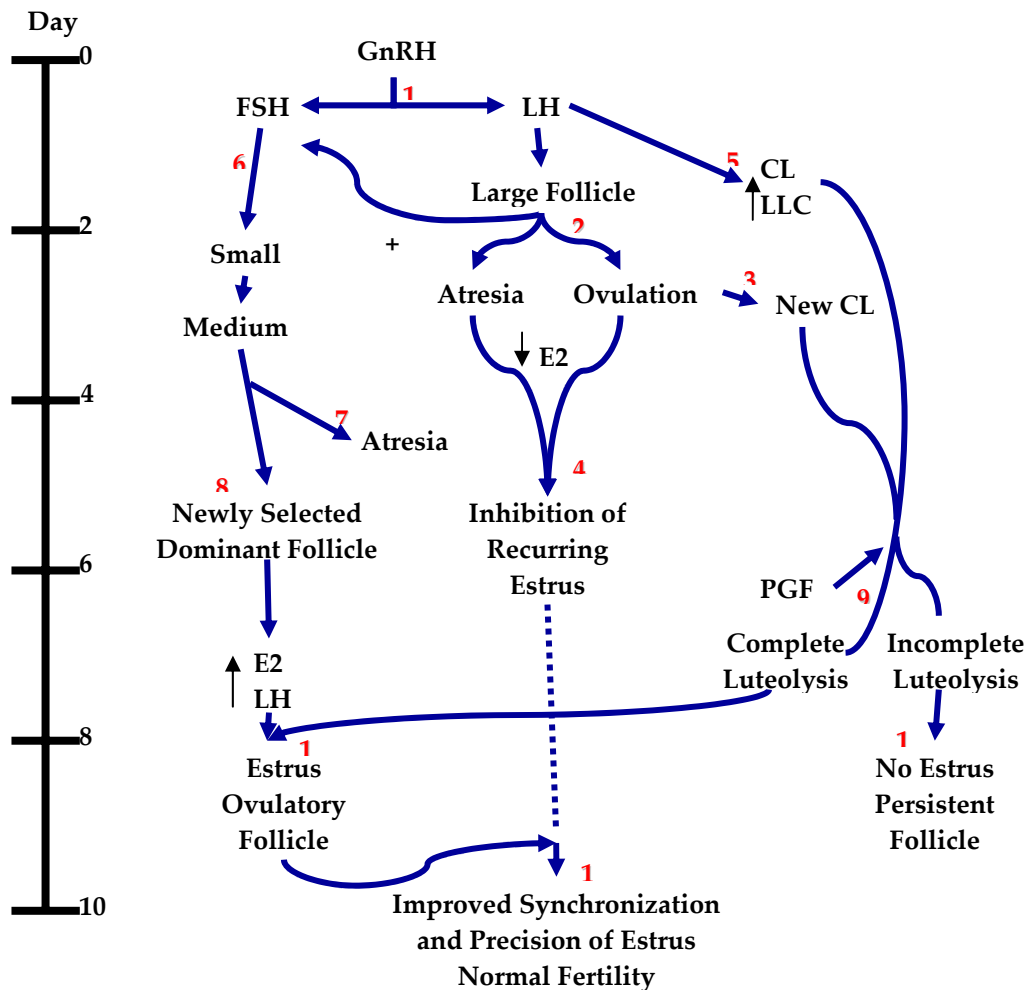 Day
0
GnRH
1
FSH
LH
6
5
CL
LLC
Large Follicle
2
2
+
Small
Atresia
Ovulation
3
New CL
Medium
E2
4
7
Atresia
4
8
Newly Selected
Dominant Follicle
Inhibition of
Recurring
Estrus
6
PGF
9
Complete
Luteolysis
Incomplete
Luteolysis
E2
LH
8
1
Estrus
Ovulatory
Follicle
1
No Estrus
Persistent
Follicle
1
10
Improved Synchronization
and Precision of Estrus
Normal Fertility